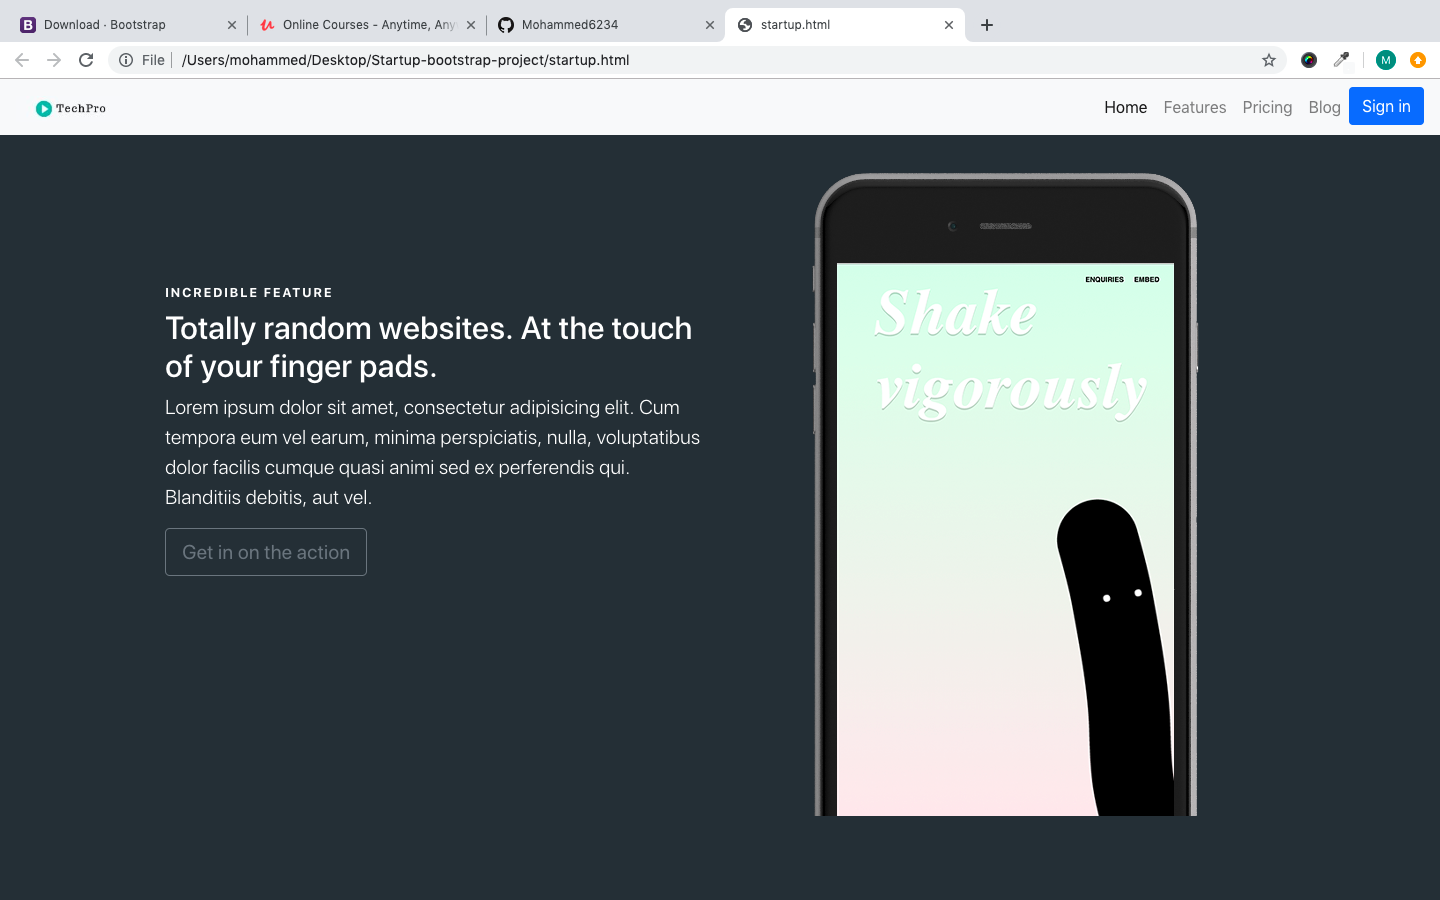 Download · Bootstrap
Online Courses - Anytime, Any
Mohammed6234
startup.html
File
/Users/mohammed/Desktop/Startup-bootstrap-project/startup.html
M
TechPro
Home Features Pricing Blog Sign in
INCREDIBLE FEATURE
Totally random websites. At the touch
of your finger pads.
Lorem ipsum dolor sit amet, consectetur adipisicing elit. Cum
tempora eum vel earum, minima perspiciatis, nulla, voluptatibus
dolor facilis cumque quasi animi sed ex perferendis qui.
Blanditiis debitis, aut vel.
Get in on the action
ENQUIRIES EMBED
Shake
vigorously